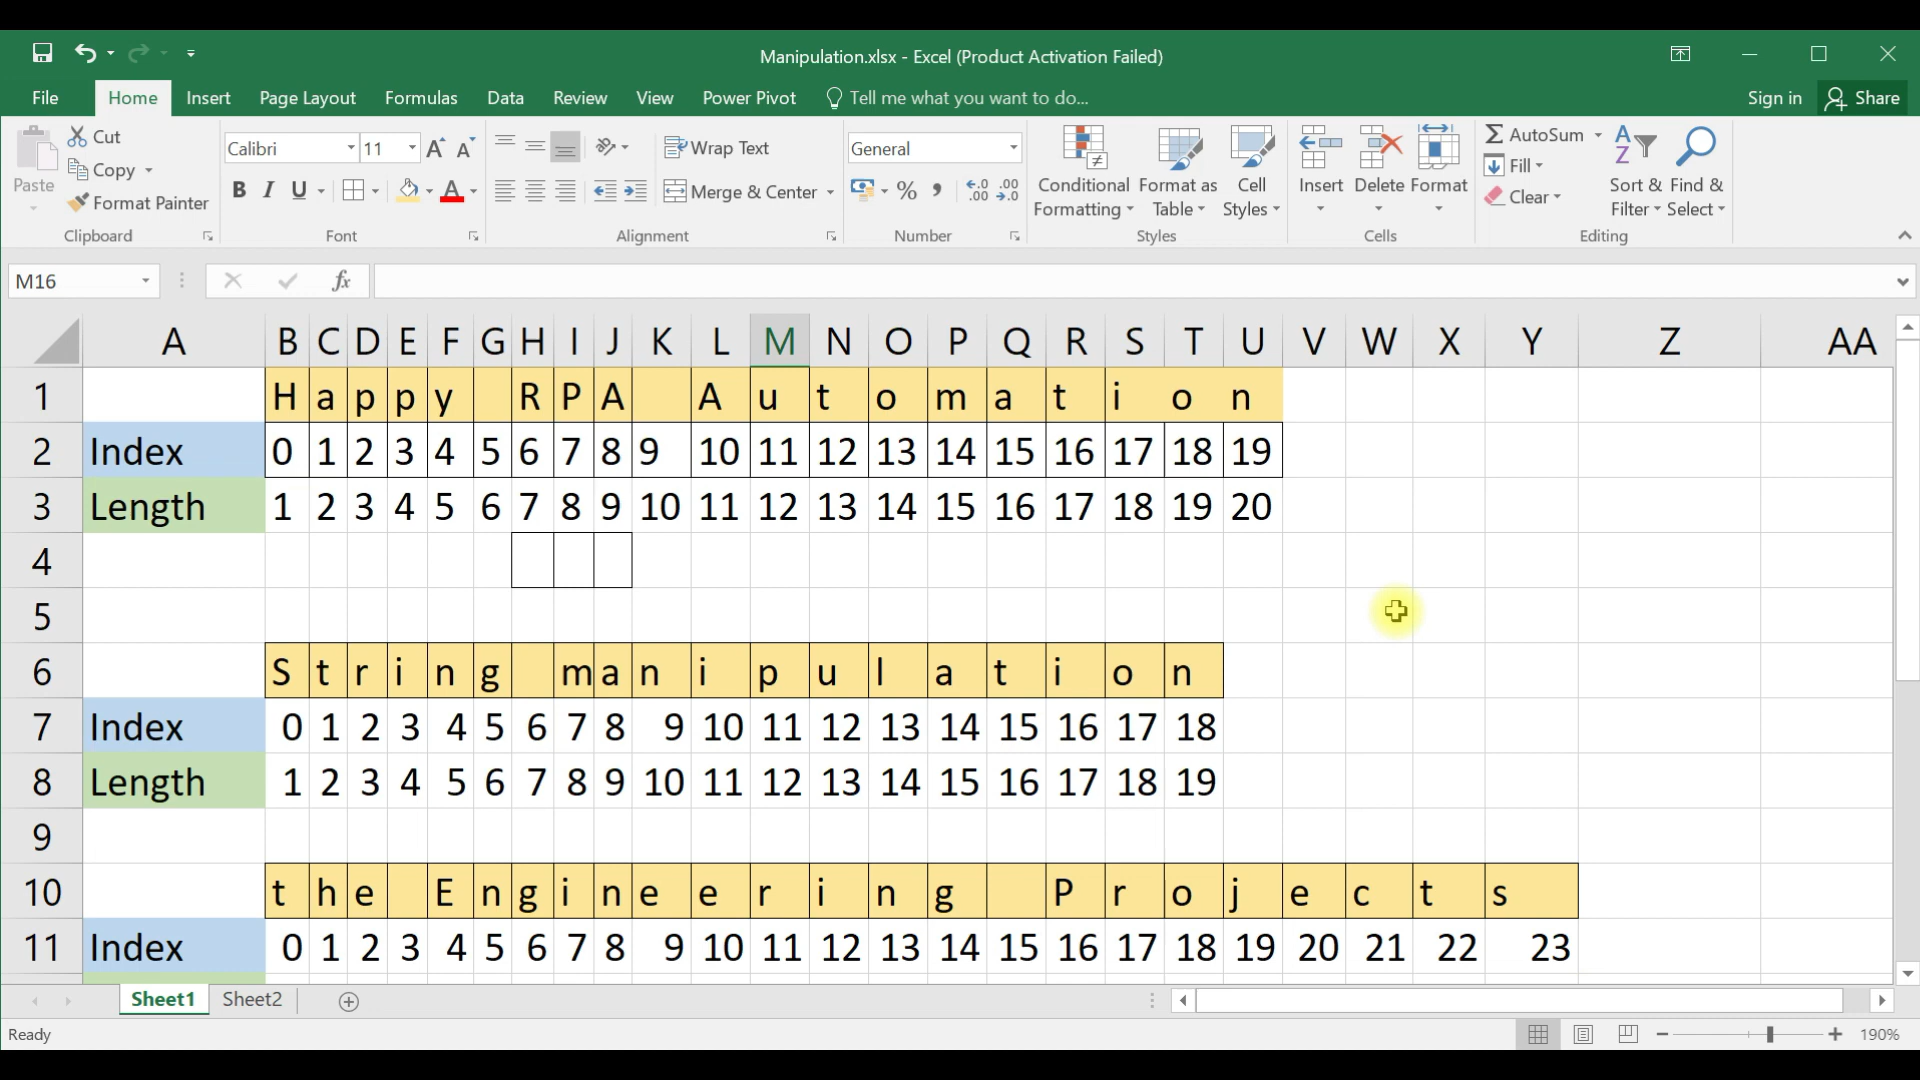 Manipulation.xlsx - Excel (Product Activation Failed)
File Home Insert Page Layout Formulas Data Review View Power Pivot Tell me what you want to do... Sign in Share
Paste Cut Copy Format Painter
Calibri 11 A A B I U A
Wrap Text Merge & Center
General % , .0 .00 .00 .0
Conditional Formatting Format as Table Cell Styles
Insert Delete Format
AutoSum Fill Clear A Z Sort & Filter Find & Select
Clipboard Font Alignment Number Styles Cells Editing
M16 fx
A B C D E F G H I J K L M N O P Q R S T U V W X Y Z AA
1 H a p p y R P A A u t o m a t i o n
2 Index 0 1 2 3 4 5 6 7 8 9 10 11 12 13 14 15 16 17 18 19
3 Length 1 2 3 4 5 6 7 8 9 10 11 12 13 14 15 16 17 18 19 20
4
5
6 S t r i n g m a n i p u l a t i o n
7 Index 0 1 2 3 4 5 6 7 8 9 10 11 12 13 14 15 16 17 18
8 Length 1 2 3 4 5 6 7 8 9 10 11 12 13 14 15 16 17 18 19
9
10 t h e E n g i n e e r i n g P r o j e c t s
11 Index 0 1 2 3 4 5 6 7 8 9 10 11 12 13 14 15 16 17 18 19 20 21 22 23
Sheet1 Sheet2
Ready 190%